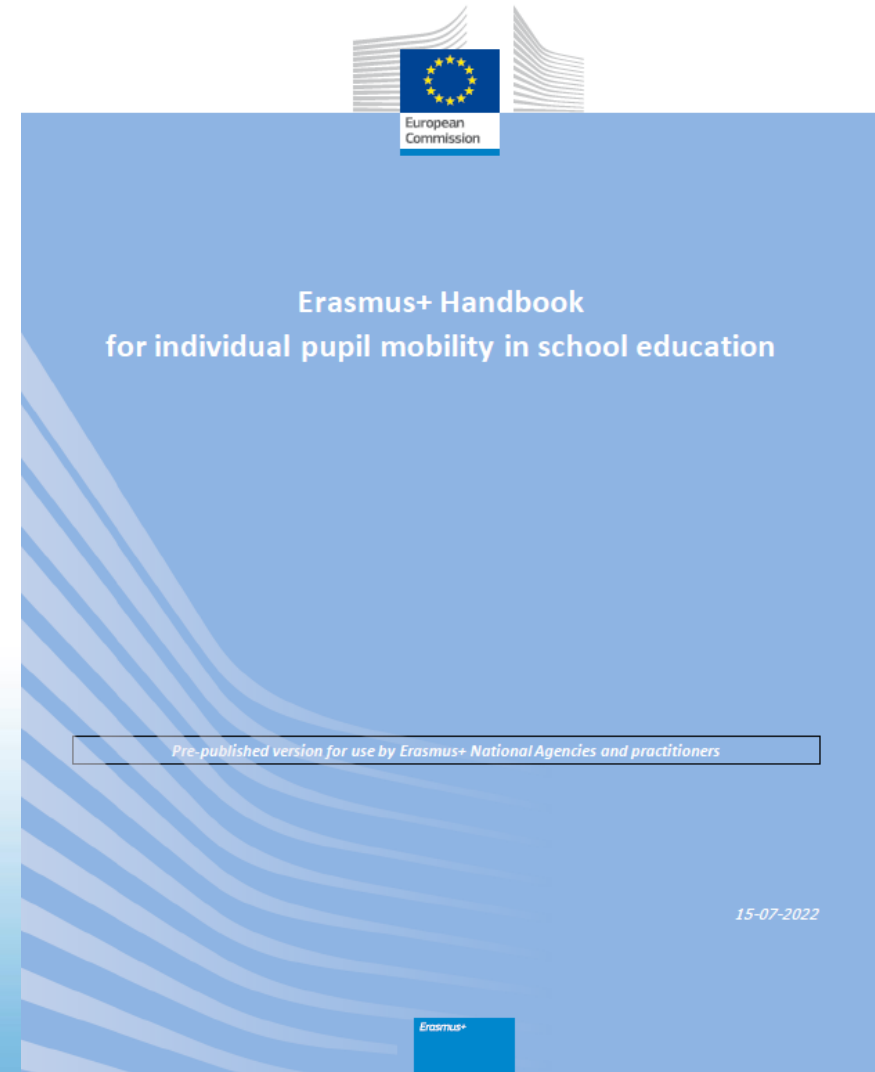 European
Commission
Erasmus+ Handbook
for individual pupil mobility in school education
Pre-published version for use by Erasmus+ National Agencies and practitioners
15-07-2022
Erasmus+